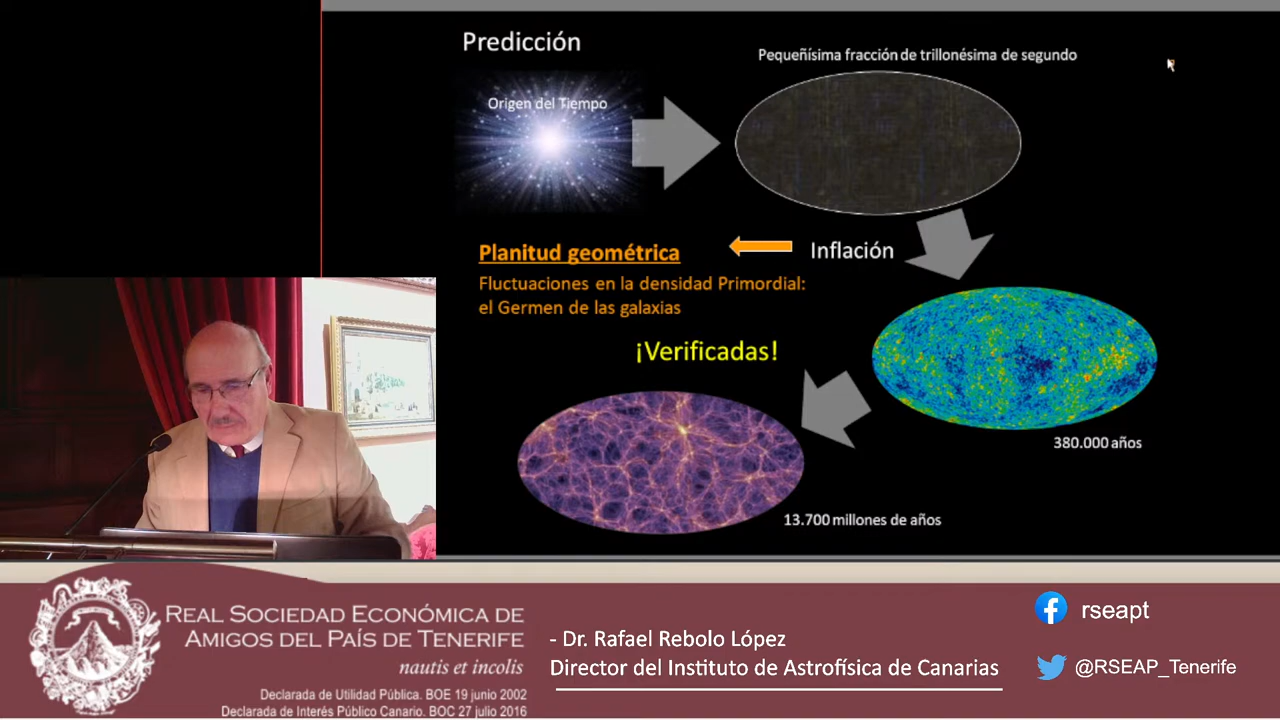 Predicción
Pequeñísima fracción de trillonésima de segundo
Origen del Tiempo
Planitud geométrica
Inflación
Fluctuaciones en la densidad Primordial:
el Germen de las galaxias
¡Verificadas!
380.000 años
13.700 millones de años
REAL SOCIEDAD ECONÓMICA DE
AMIGOS DEL PAÍS DE TENERIFE
nautis et incolis
Declarada de Utilidad Pública. BOE 19 junio 2002
Declarada de Interés Público Canario. BOC 27 julio 2016
- Dr. Rafael Rebolo López
Director del Instituto de Astrofísica de Canarias
rseapt
@RSEAP_Tenerife